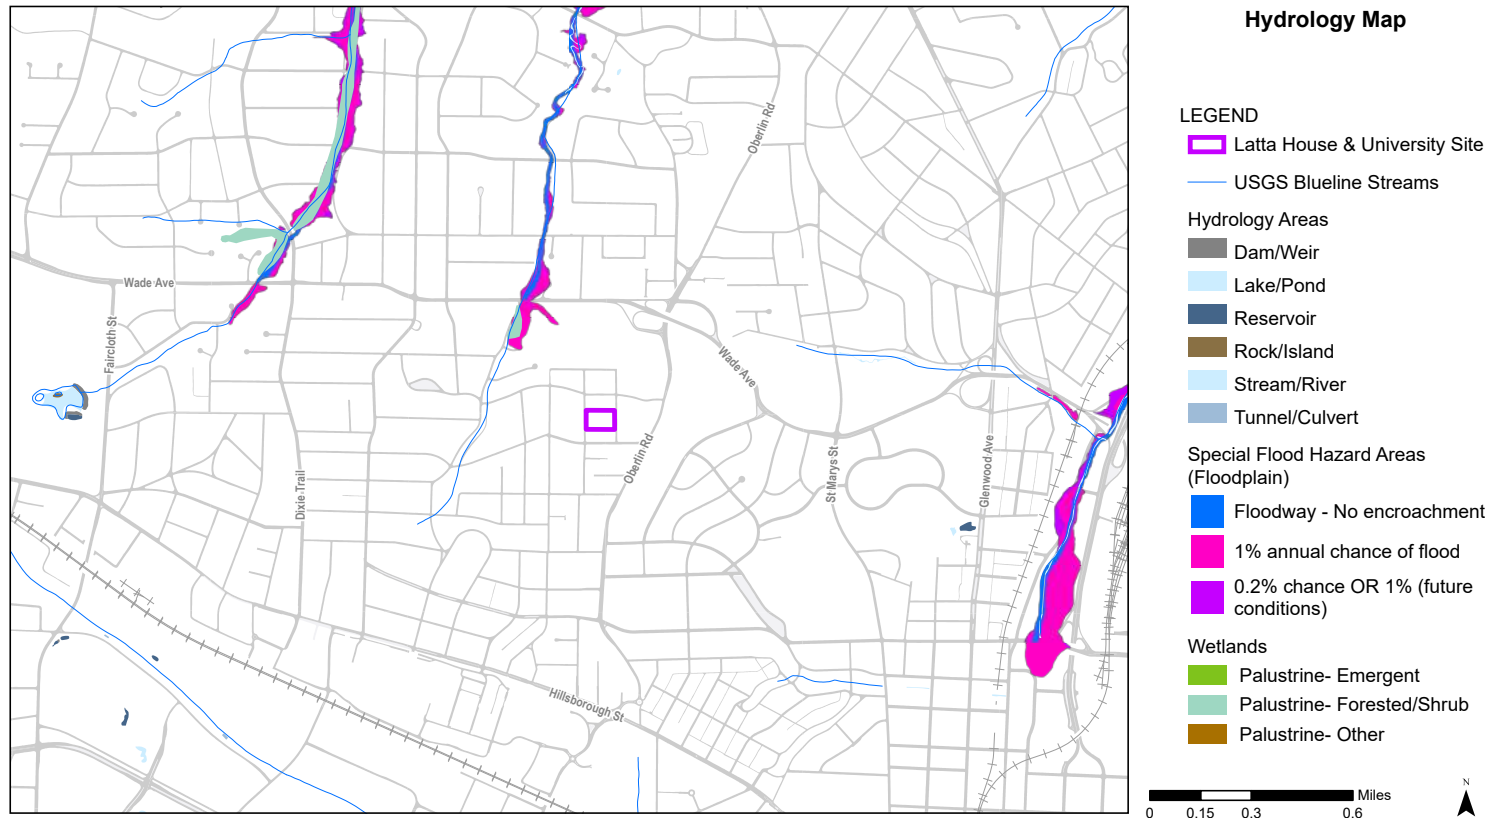 Hydrology Map
LEGEND
Latta House & University Site
USGS Blueline Streams
Hydrology Areas
Dam/Weir
Lake/Pond
Reservoir
Rock/Island
Stream/River
Tunnel/Culvert
Special Flood Hazard Areas
(Floodplain)
Floodway - No encroachment
1% annual chance of flood
0.2% chance OR 1% (future
conditions)
Wetlands
Palustrine- Emergent
Palustrine- Forested/Shrub
Palustrine- Other
N
Miles
0 0.15 0.3 0.6
Oberlin Rd
Wade Ave
Faircloth St
Wade Ave
Oberlin Rd
Dixie Trail
St Marys St
Glenwood Ave
Hillsborough St